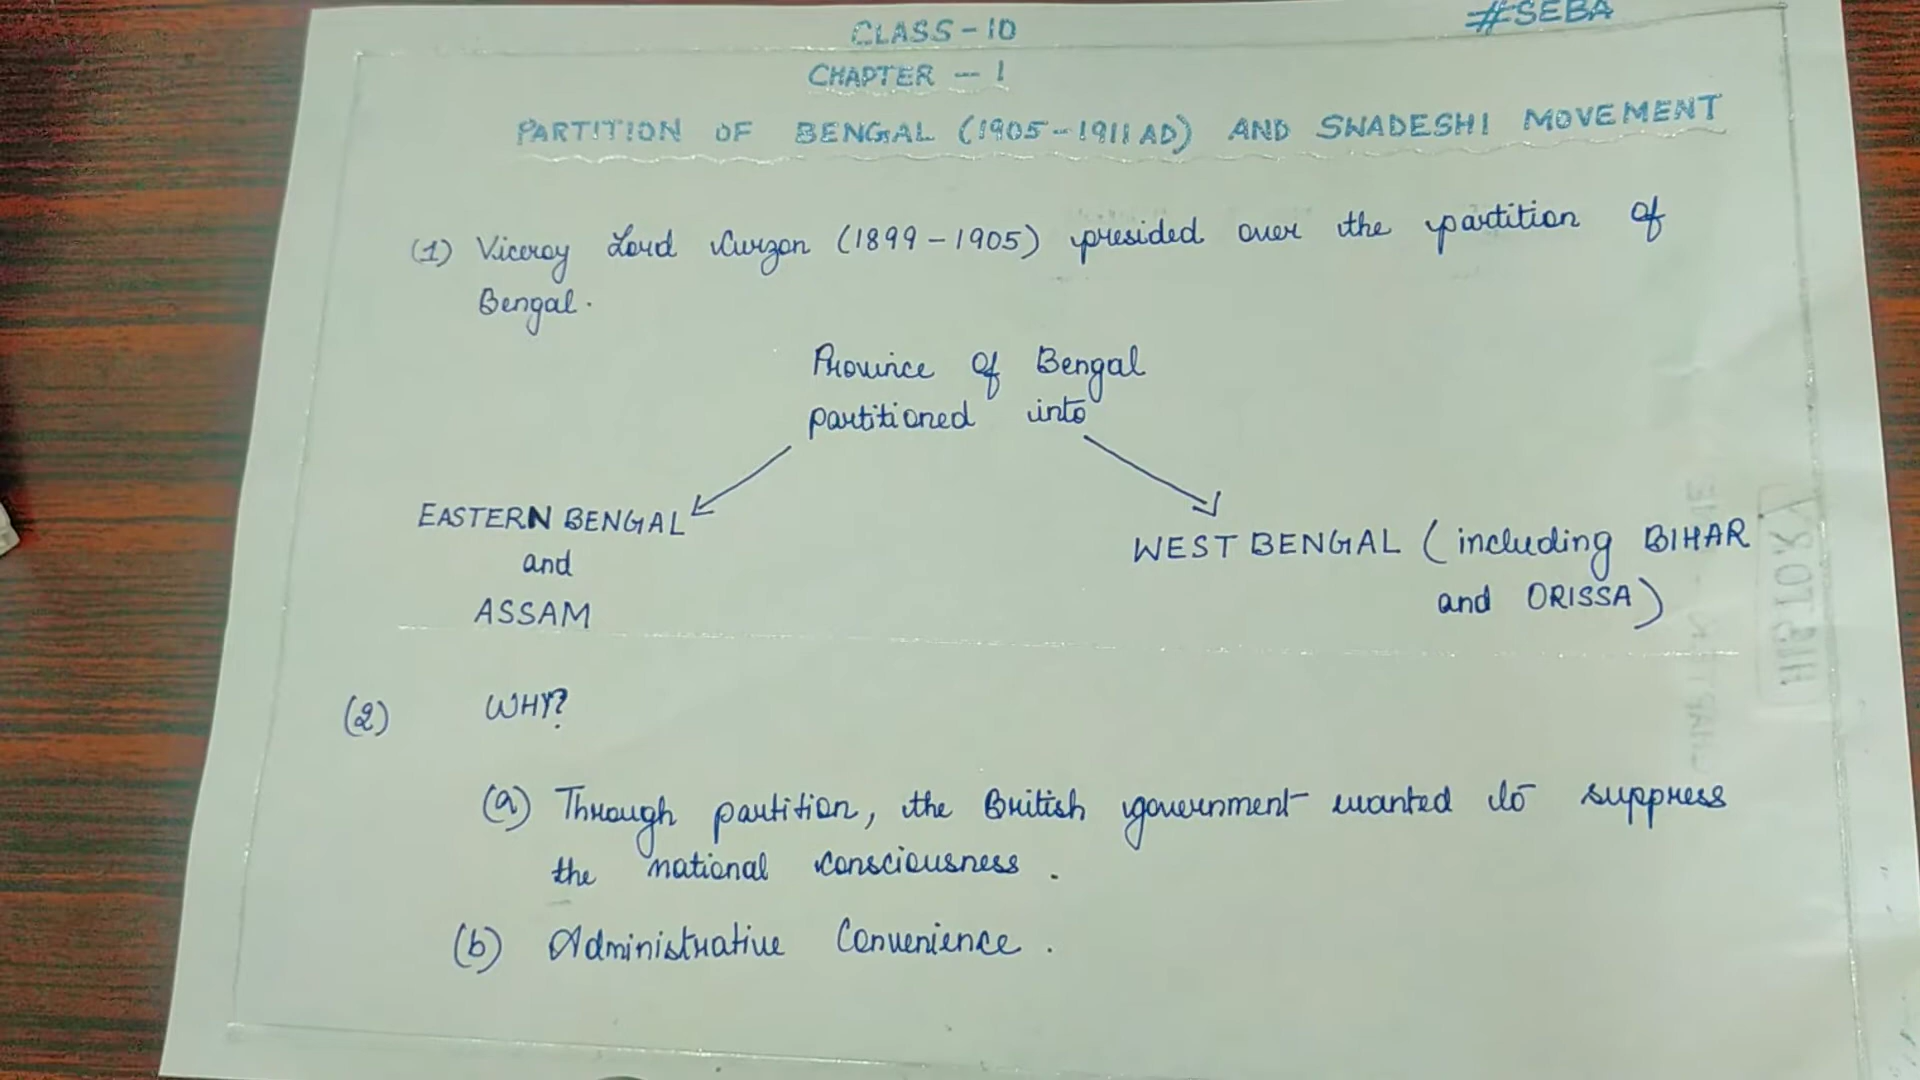 CLASS - 10
#SEBA
CHAPTER - 1
PARTITION OF BENGAL (1905-1911 AD) AND SWADESHI MOVEMENT
(1) Viceroy Lord Curzon (1899-1905) presided over the partition of
Bengal.
Province of Bengal
partitioned into
EASTERN BENGAL
and
ASSAM
WEST BENGAL (including BIHAR
and ORISSA)
HISTORY
(2) WHY?
(a) Through partition, the British government wanted to suppress
the national consciousness.
(b) Administrative Convenience.